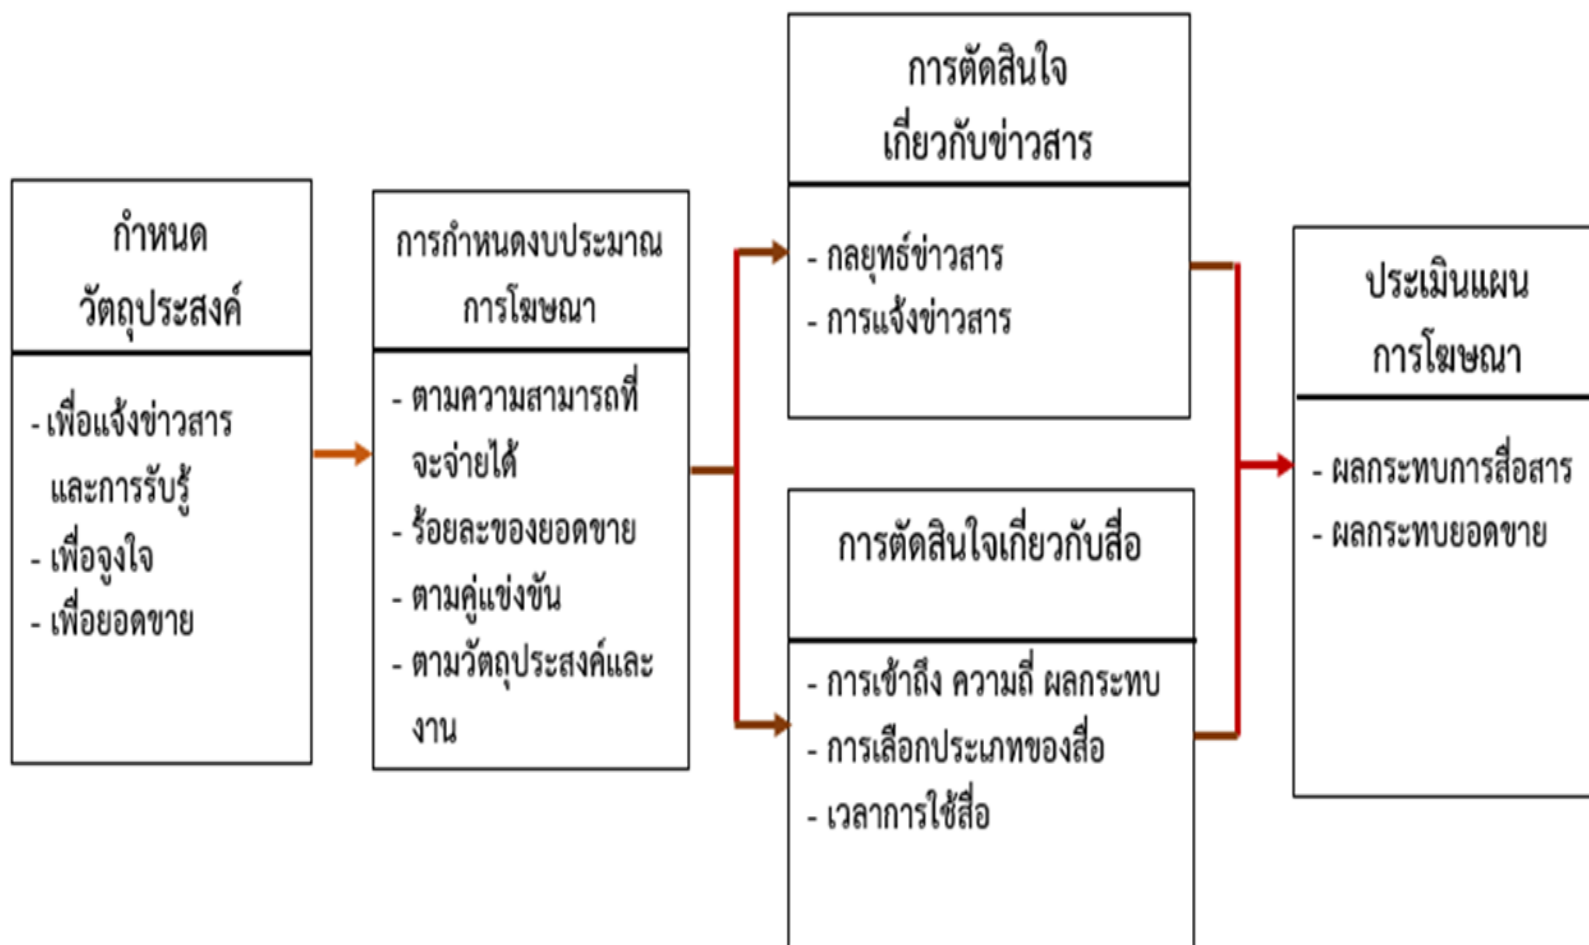 กำหนด
วัตถุประสงค์
- เพื่อแจ้งข่าวสาร
และการรับรู้
- เพื่อจูงใจ
- เพื่อยอดขาย
การกำหนดงบประมาณ
การโฆษณา
- ตามความสามารถที่
จะจ่ายได้
- ร้อยละของยอดขาย
- ตามคู่แข่งขัน
- ตามวัตถุประสงค์และ
งาน
การตัดสินใจ
เกี่ยวกับข่าวสาร
- กลยุทธ์ข่าวสาร
- การแจ้งข่าวสาร
การตัดสินใจเกี่ยวกับสื่อ
- การเข้าถึง ความถี่ ผลกระทบ
- การเลือกประเภทของสื่อ
- เวลาการใช้สื่อ
ประเมินแผน
การโฆษณา
- ผลกระทบการสื่อสาร
- ผลกระทบยอดขาย